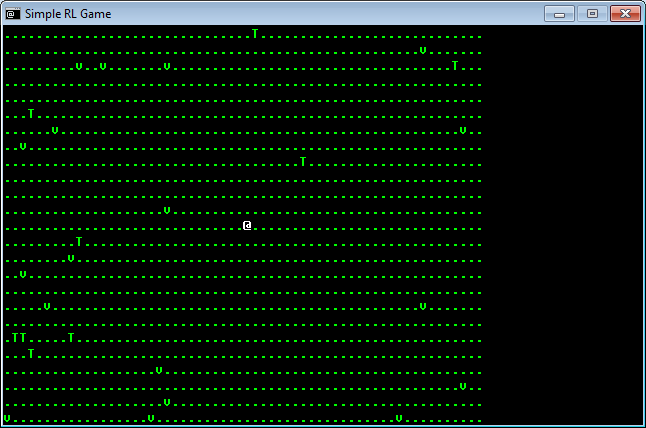 Simple RL Game
...............................T............................
....................................................v.......
.........v..v.......v...................................T...
............................................................
............................................................
...T........................................................
......v..................................................v..
..v.........................................................
.....................................T......................
............................................................
............................................................
....................v.......................................
..............................@.............................
.........T..................................................
........v...................................................
..v.........................................................
............................................................
.....v..............................................v.......
............................................................
.TT.....T...................................................
...T........................................................
...................v........................................
.........................................................v..
....................v.......................................
v.................v..............................v..........